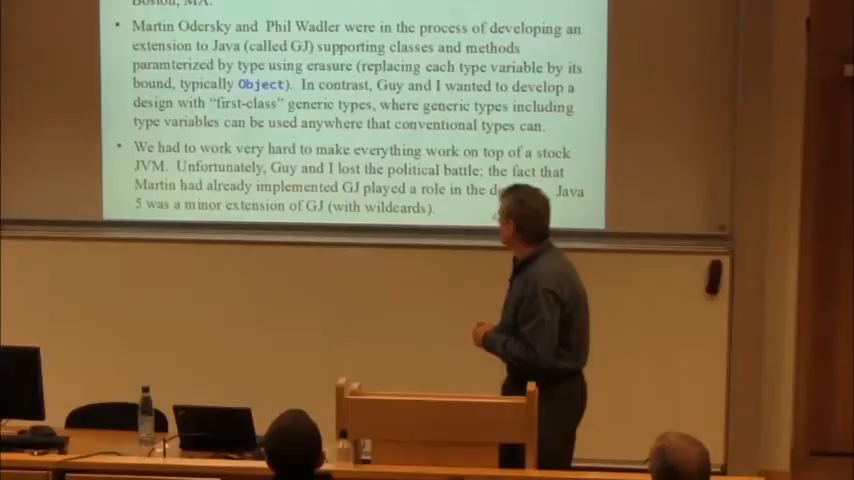 Boston, MA.
• Martin Odersky and Phil Wadler were in the process of developing an
extension to Java (called GJ) supporting classes and methods
paramterized by type using erasure (replacing each type variable by its
bound, typically Object). In contrast, Guy and I wanted to develop a
design with "first-class" generic types, where generic types including
type variables can be used anywhere that conventional types can.
• We had to work very hard to make everything work on top of a stock
JVM. Unfortunately, Guy and I lost the political battle; the fact that
Martin had already implemented GJ played a role in the Java
5 was a minor extension of GJ (with wildcards).